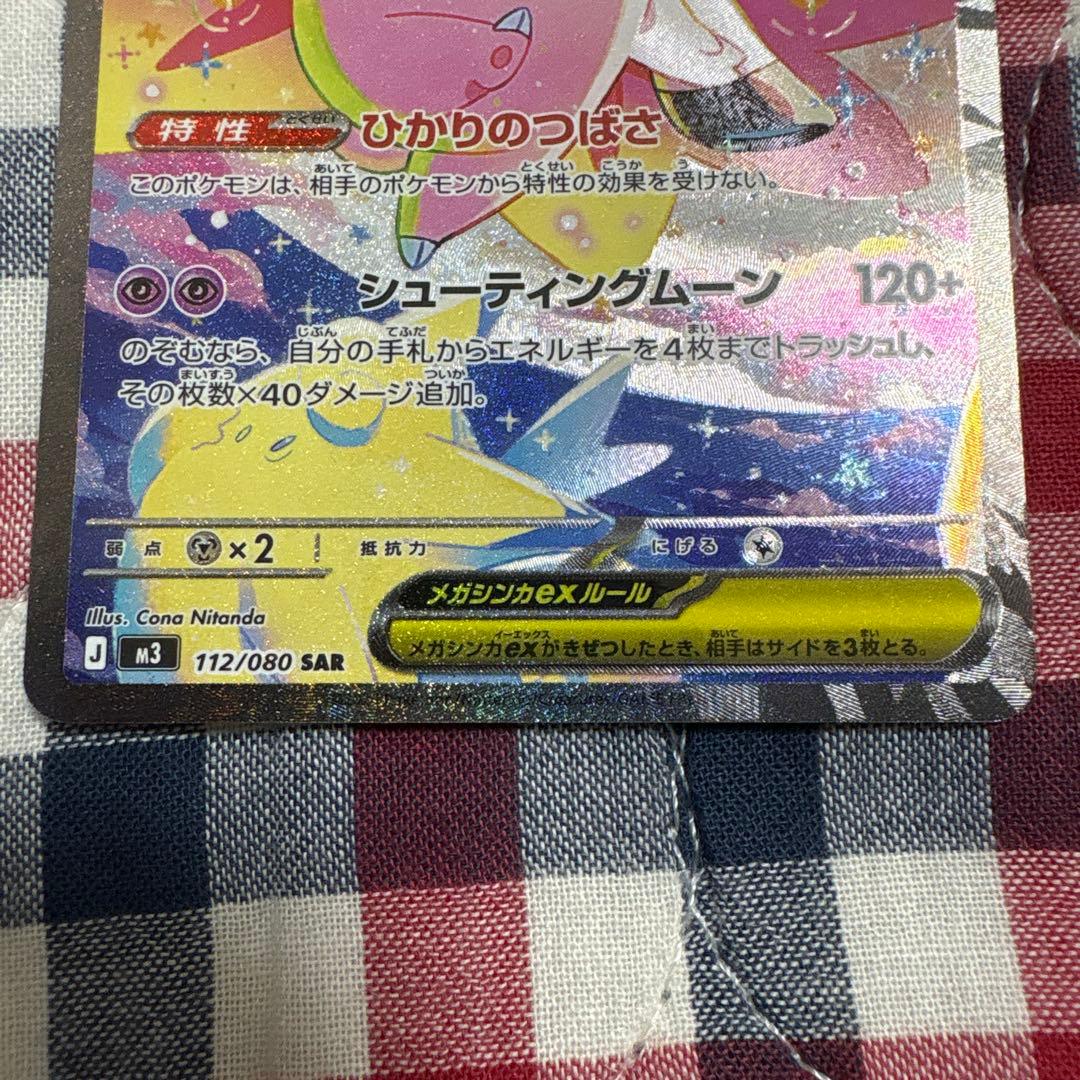 特性 とくせい ひかりのつばさ
このポケモンは、相手のポケモンから特性の効果を受けない。
シューティングムーン 120+
のぞむなら、自分の手札からエネルギーを4枚までトラッシュし、
その枚数×40ダメージ追加。
弱点 ×2 抵抗力 にげる
メガシンカexルール
メガシンカexがきぜつしたとき、相手はサイドを3枚とる。
Illus. Cona Nitanda
J M3 112/080 SAR